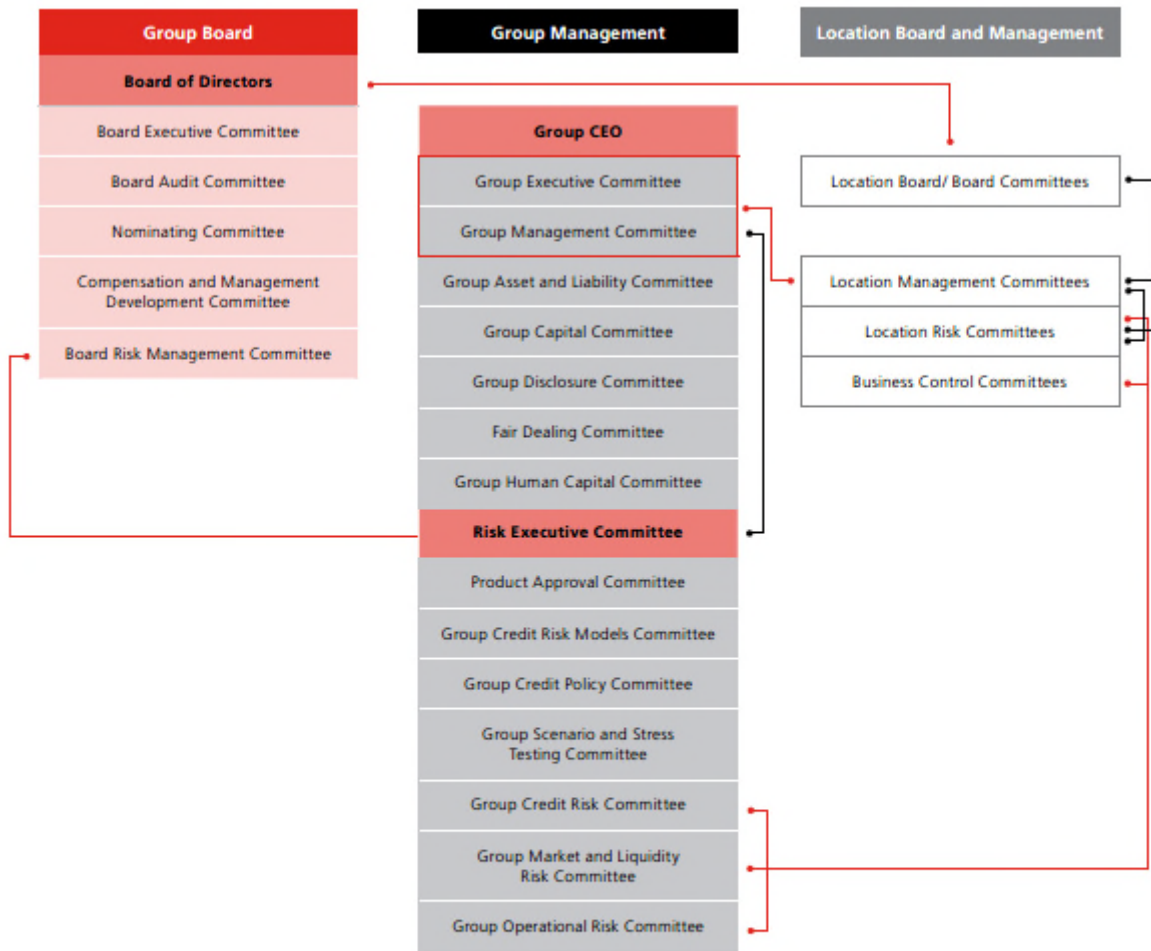 Group Board
Board of Directors
Board Executive Committee
Board Audit Committee
Nominating Committee
Compensation and Management
Development Committee
Board Risk Management Committee
Group Management
Group CEO
Group Executive Committee
Group Management Committee
Group Asset and Liability Committee
Group Capital Committee
Group Disclosure Committee
Fair Dealing Committee
Group Human Capital Committee
Risk Executive Committee
Product Approval Committee
Group Credit Risk Models Committee
Group Credit Policy Committee
Group Scenario and Stress
Testing Committee
Group Credit Risk Committee
Group Market and Liquidity
Risk Committee
Group Operational Risk Committee
Location Board and Management
Location Board/ Board Committees
Location Management Committees
Location Risk Committees
Business Control Committees